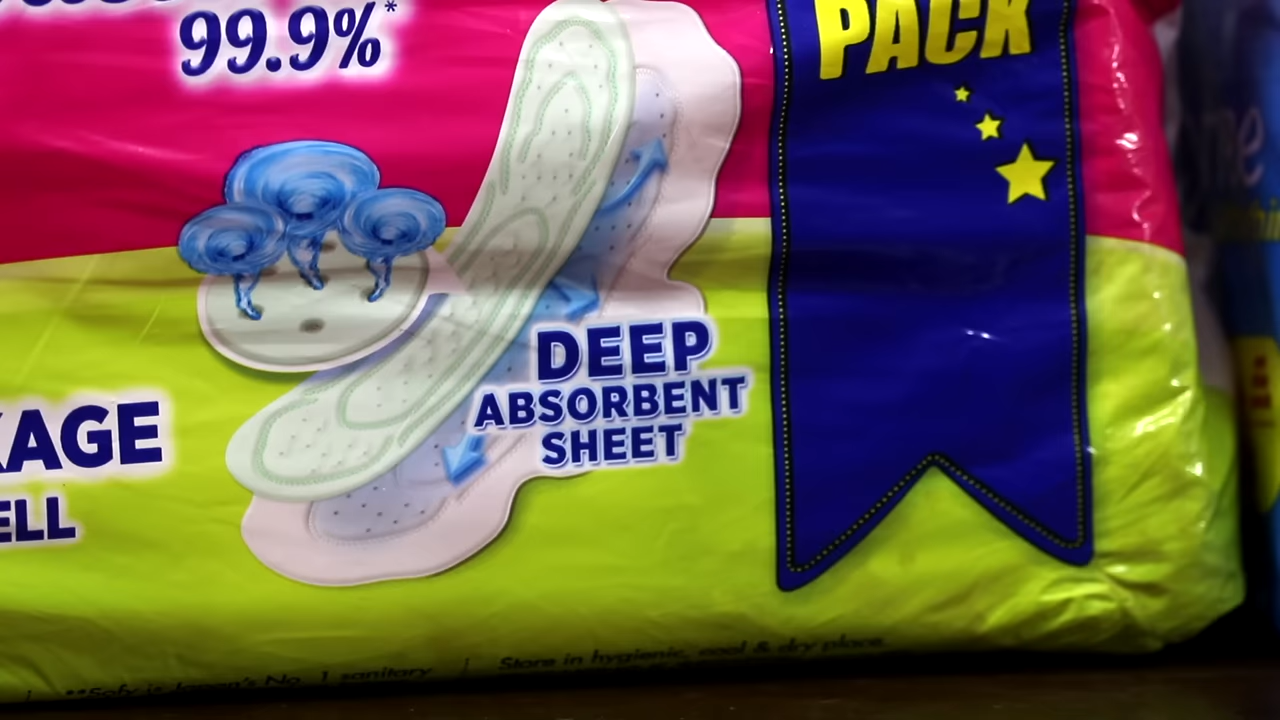 99.9%*
PACK
DEEP
ABSORBENT
SHEET
KAGE
ELL
**Sofy is Japan's No. 1 sanitary
Store in hygienic, cool & dry place.